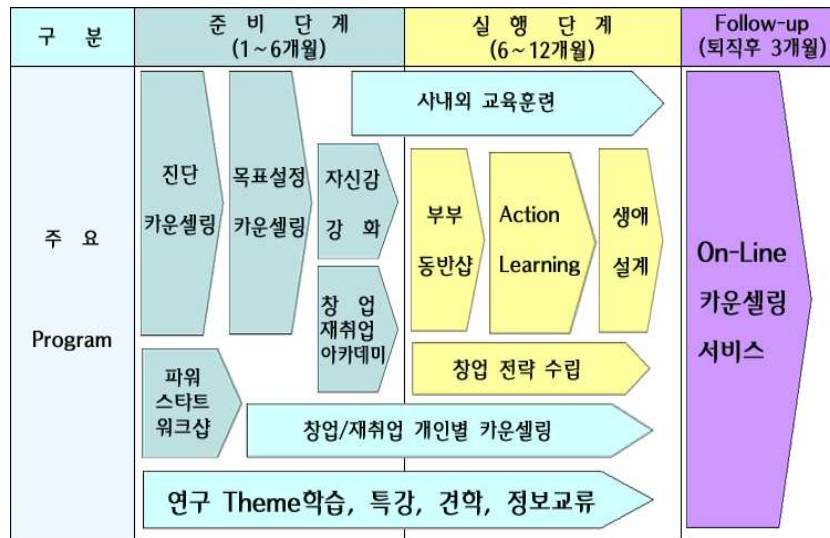 구 분
준 비 단 계
(1~6개월)
실 행 단 계
(6~12개월)
Follow-up
(퇴직후 3개월)
주 요
Program
사내외 교육훈련
진단
카운셀링
목표설정
카운셀링
자신감
강 화
창 업
재취업
아카데미
부부
동반샵
Action
Learning
생애
설계
창업 전략 수립
파워
스타트
워크샵
창업/재취업 개인별 카운셀링
연구 Theme학습, 특강, 견학, 정보교류
On-Line
카운셀링
서비스